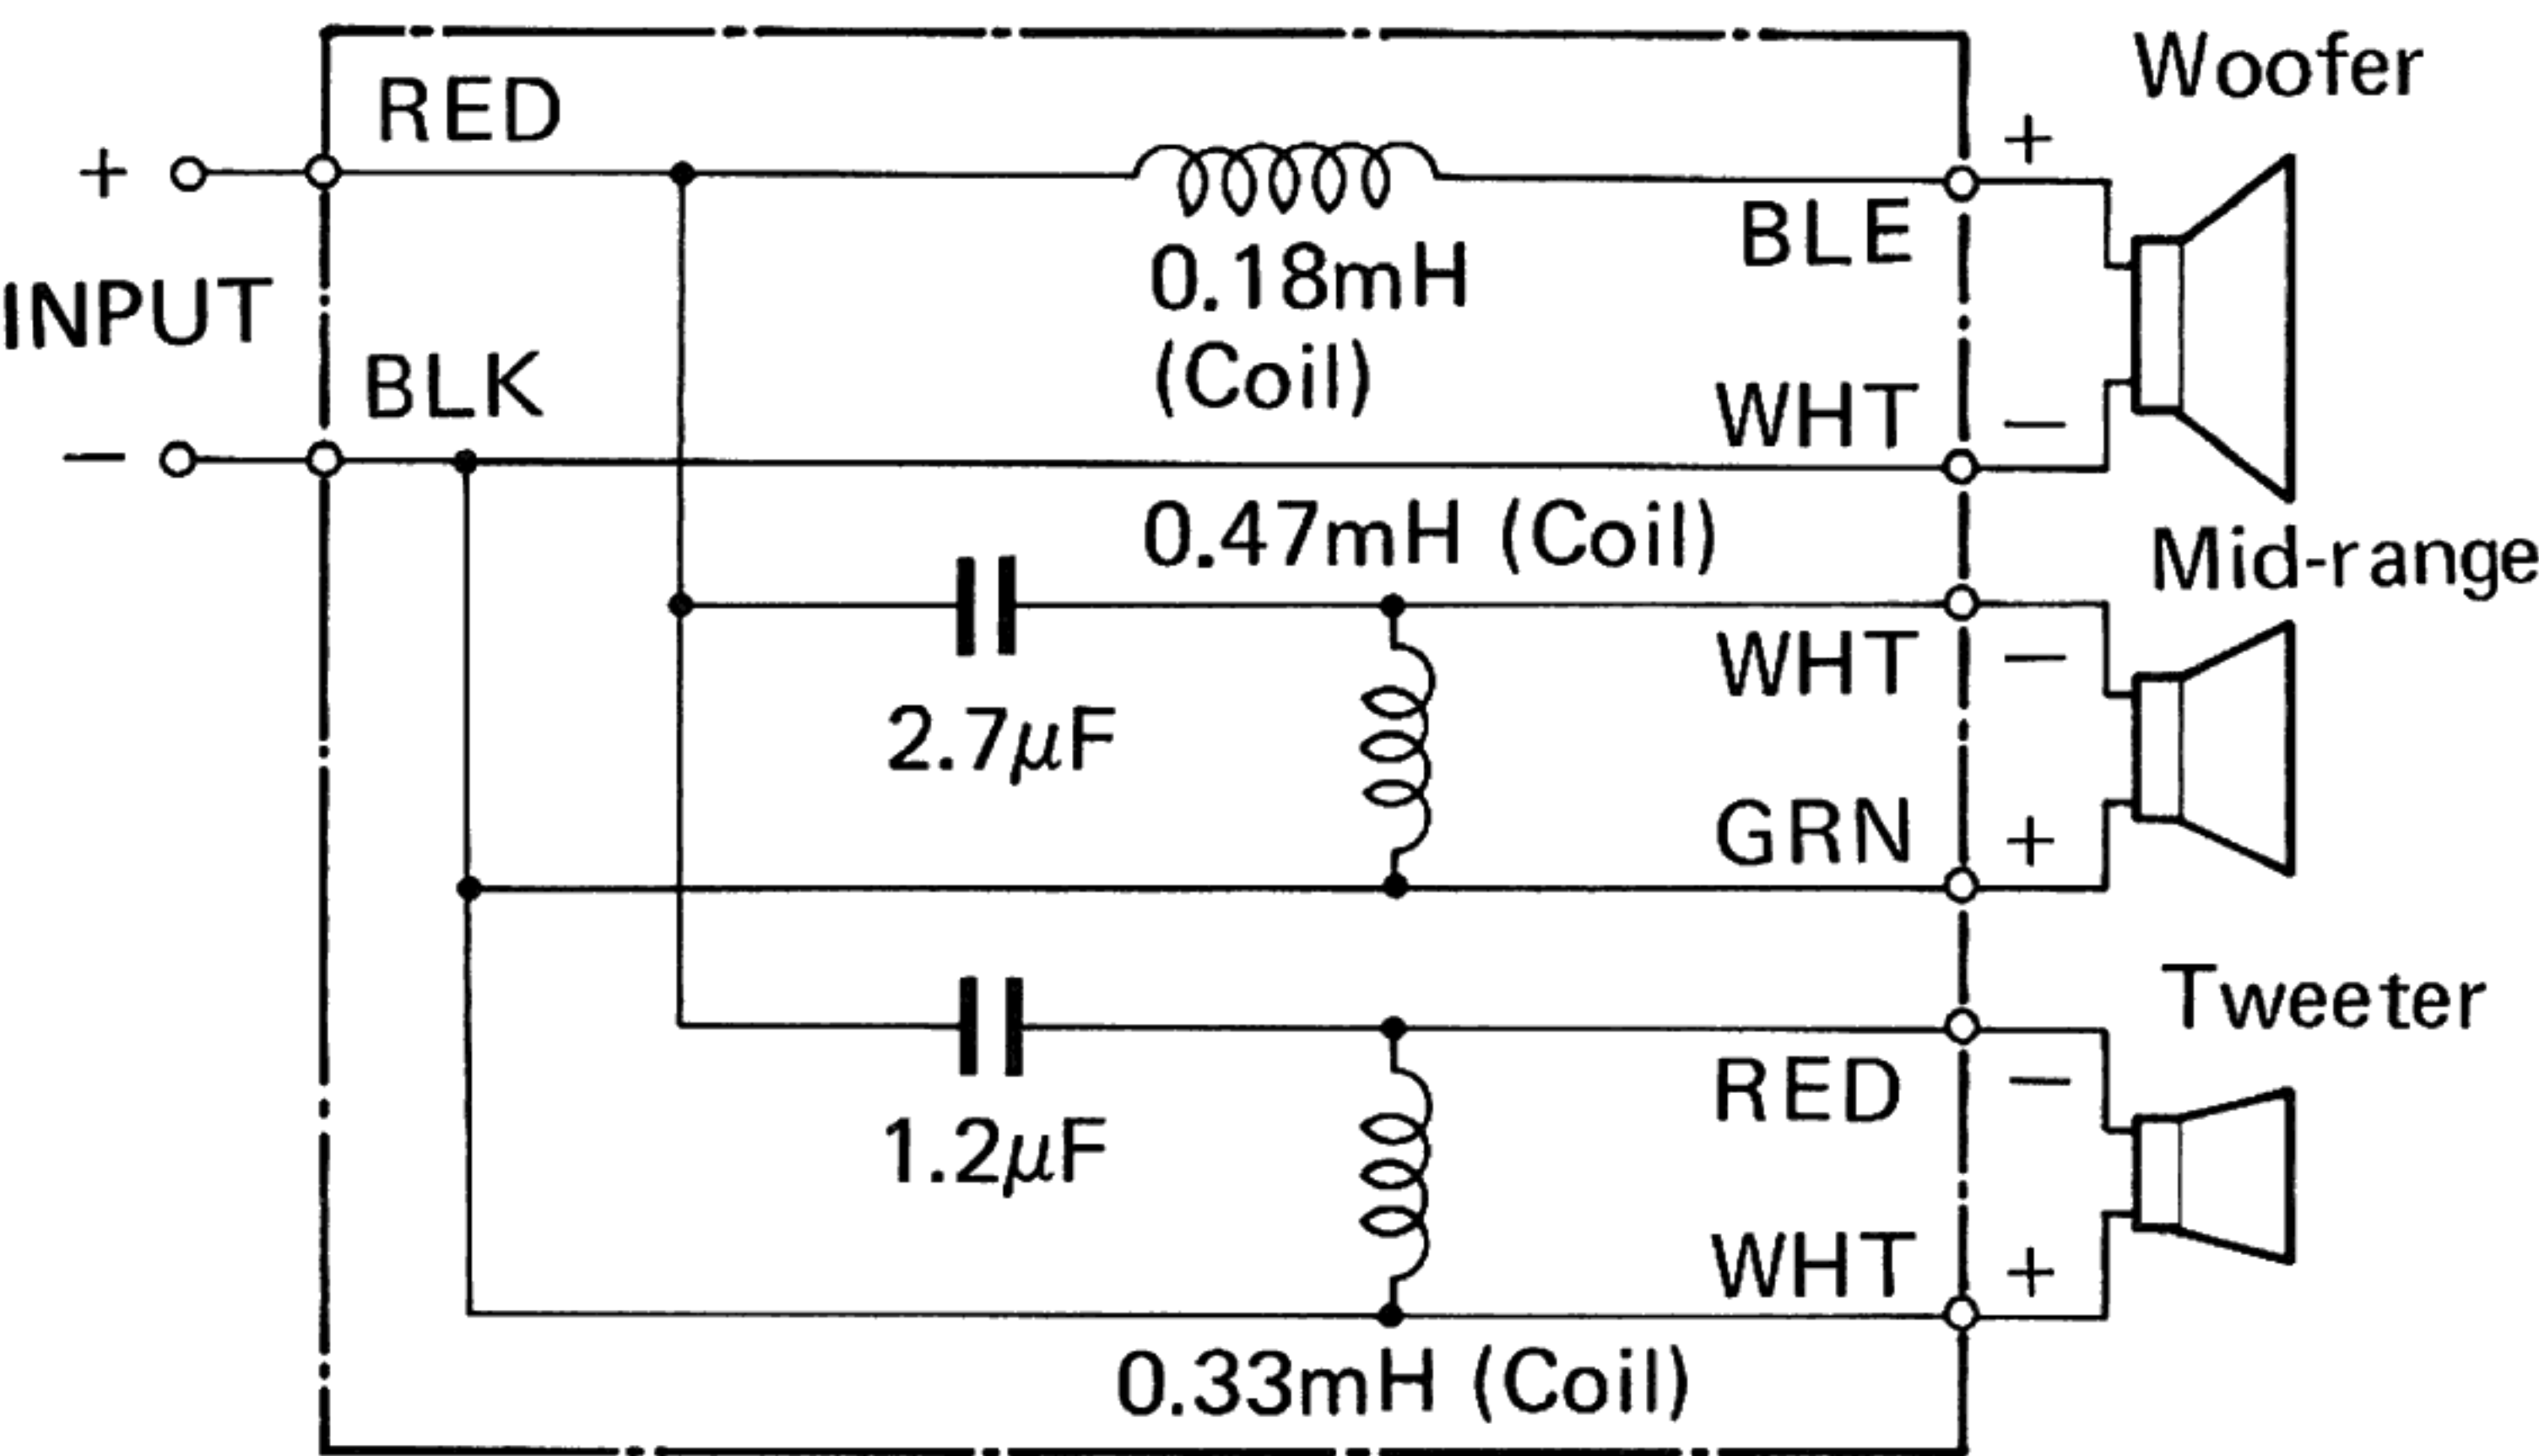 Woofer
RED
+
+
BLE
0.18mH
(Coil)
INPUT
BLK
WHT
−
−
0.47mH (Coil)
Mid-range
WHT
−
2.7μF
GRN
+
Tweeter
RED
−
1.2μF
WHT
+
0.33mH (Coil)